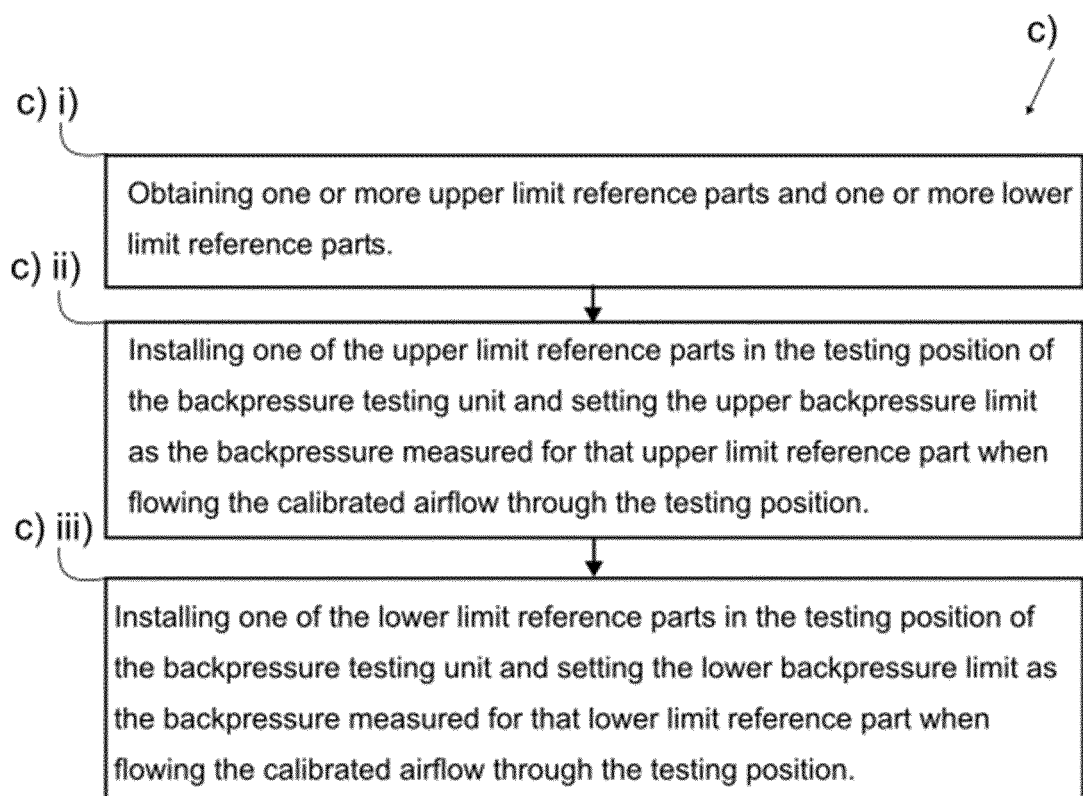 c)
c) i)
Obtaining one or more upper limit reference parts and one or more lower
limit reference parts.
c) ii)
Installing one of the upper limit reference parts in the testing position of
the backpressure testing unit and setting the upper backpressure limit
as the backpressure measured for that upper limit reference part when
flowing the calibrated airflow through the testing position.
c) iii)
Installing one of the lower limit reference parts in the testing position of
the backpressure testing unit and setting the lower backpressure limit as
the backpressure measured for that lower limit reference part when
flowing the calibrated airflow through the testing position.